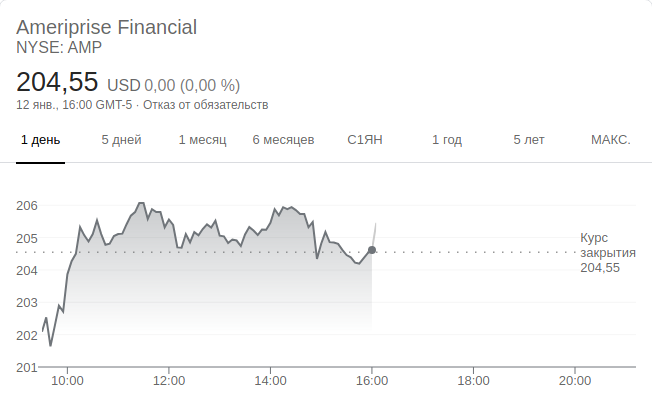 Ameriprise Financial
NYSE: AMP
204,55 USD 0,00 (0,00 %)
12 янв., 16:00 GMT-5 · Отказ от обязательств
1 день 5 дней 1 месяц 6 месяцев С1ЯН 1 год 5 лет МАКС.
206
205
204
203
202
201
Курс
закрытия
204,55
10:00 12:00 14:00 16:00 18:00 20:00